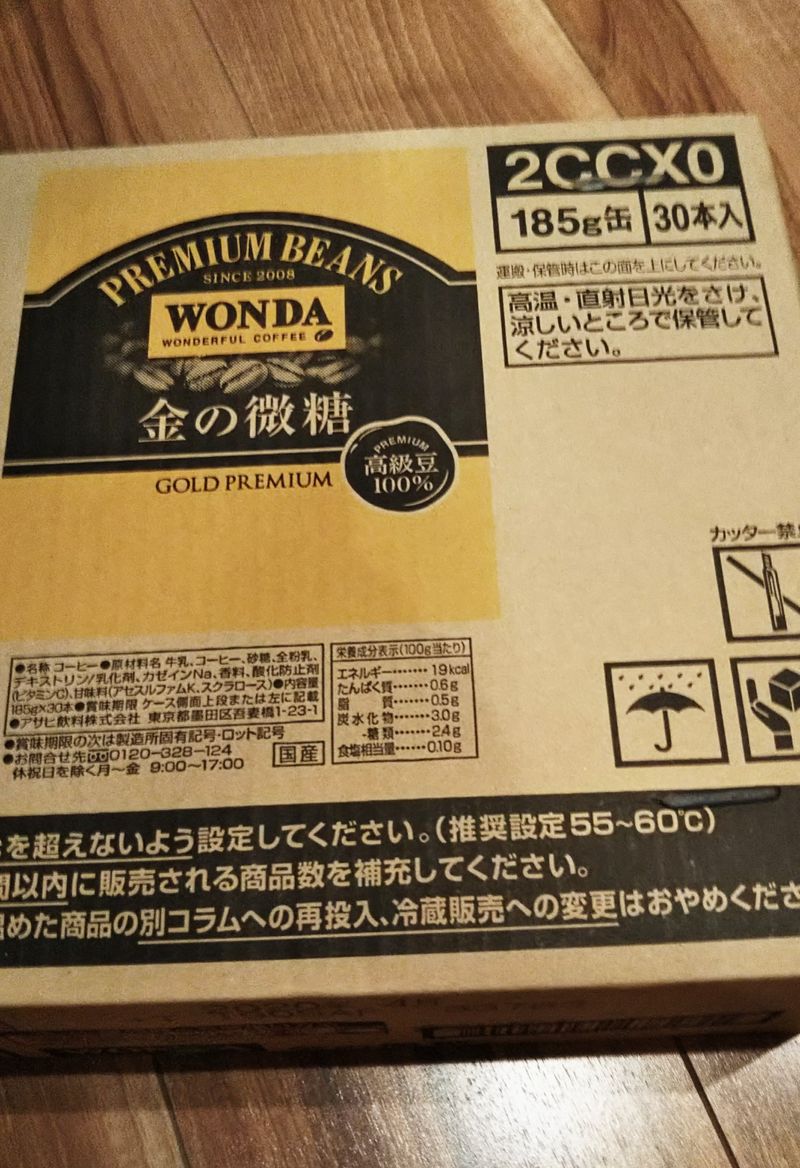 2CCX0
185g缶 30本入
運搬・保管時はこの面を上にしてください。
高温・直射日光をさけ、
涼しいところで保管して
ください。
PREMIUM BEANS
SINCE 2008
WONDA
WONDERFUL COFFEE
金の微糖
GOLD PREMIUM
PREMIUM
高級豆
100%
カッター禁
●名称 コーヒー●原材料名 牛乳、コーヒー、砂糖、全粉乳、
デキストリン/乳化剤、カゼインNa、香料、酸化防止剤
(ビタミンC)、甘味料(アセスルファムK、スクラロース)●内容量
185g×30本●賞味期限 ケース側面上段または左に記載
●アサヒ飲料株式会社 東京都墨田区吾妻橋1-23-1
●賞味期限の次は製造所固有記号・ロット記号
●お問合せ先 0120-328-124
休祝日を除く月~金 9:00~17:00
国産
栄養成分表示(100g当たり)
エネルギー……19kcal
たんぱく質……0.6g
脂質……0.5g
炭水化物……3.0g
-糖類……2.4g
食塩相当量……0.10g
を超えないよう設定してください。(推奨設定55~60℃)
間以内に販売される商品数を補充してください。
めた商品の別コラムへの再投入、冷蔵販売への変更はおやめくださ